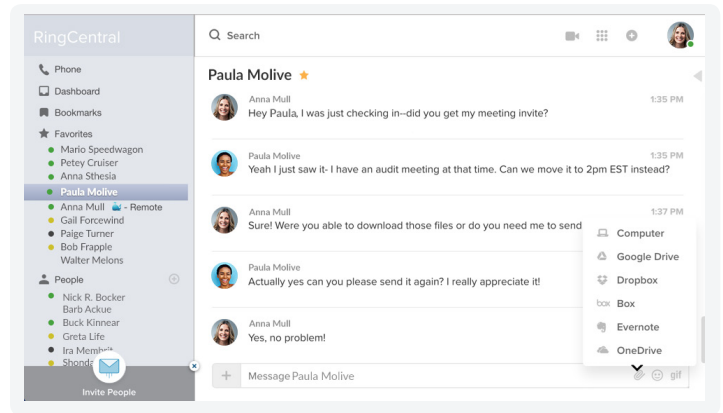 RingCentral
Phone
Dashboard
Bookmarks
Favorites
Mario Speedwagon
Petey Cruiser
Anna Sthesia
Paula Molive
Anna Mull - Remote
Gail Forcewind
Paige Turner
Bob Frapple
Walter Melons
People
Nick R. Bocker
Barb Ackue
Buck Kinnear
Greta Life
Ira Membrit
Shonda
Invite People
Search
Paula Molive
Anna Mull 1:35 PM
Hey Paula, I was just checking in--did you get my meeting invite?
Paula Molive 1:35 PM
Yeah I just saw it- I have an audit meeting at that time. Can we move it to 2pm EST instead?
Anna Mull 1:37 PM
Sure! Were you able to download those files or do you need me to send
Paula Molive
Actually yes can you please send it again? I really appreciate it!
Anna Mull
Yes, no problem!
Computer
Google Drive
Dropbox
box Box
Evernote
OneDrive
Message Paula Molive gif